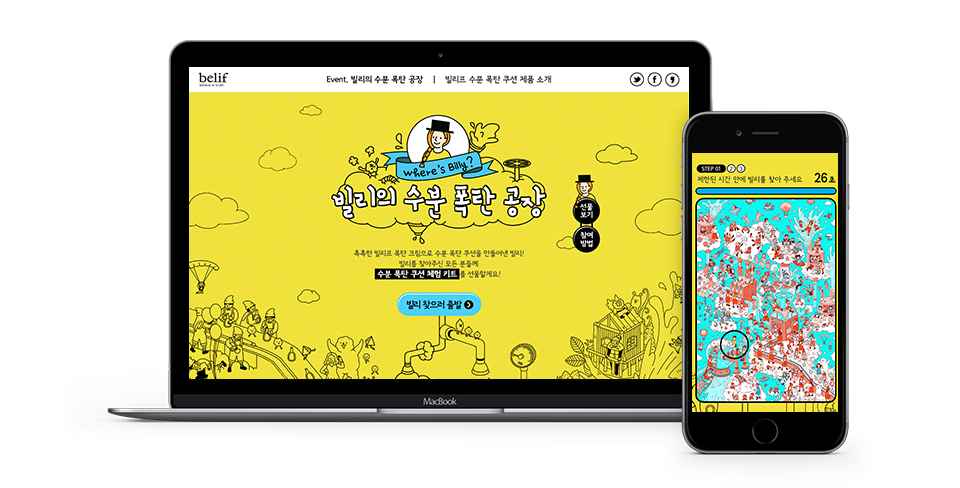 belif
Event, 빌리의 수분 폭탄 공장 | 빌리프 수분 폭탄 쿠션 제품 소개
where's Billy?
빌리의 수분 폭탄 공장
선물
보기
참여
방법
촉촉한 빌리프 폭탄 크림으로 수분 폭탄 쿠션을 만들어낸 빌리!
빌리를 찾아주신 모든 분들께
수분 폭탄 쿠션 체험 키트 를 선물할게요!
빌리 찾으러 출발
MacBook
STEP 01 2 3
제한된 시간 안에 빌리를 찾아 주세요 26초